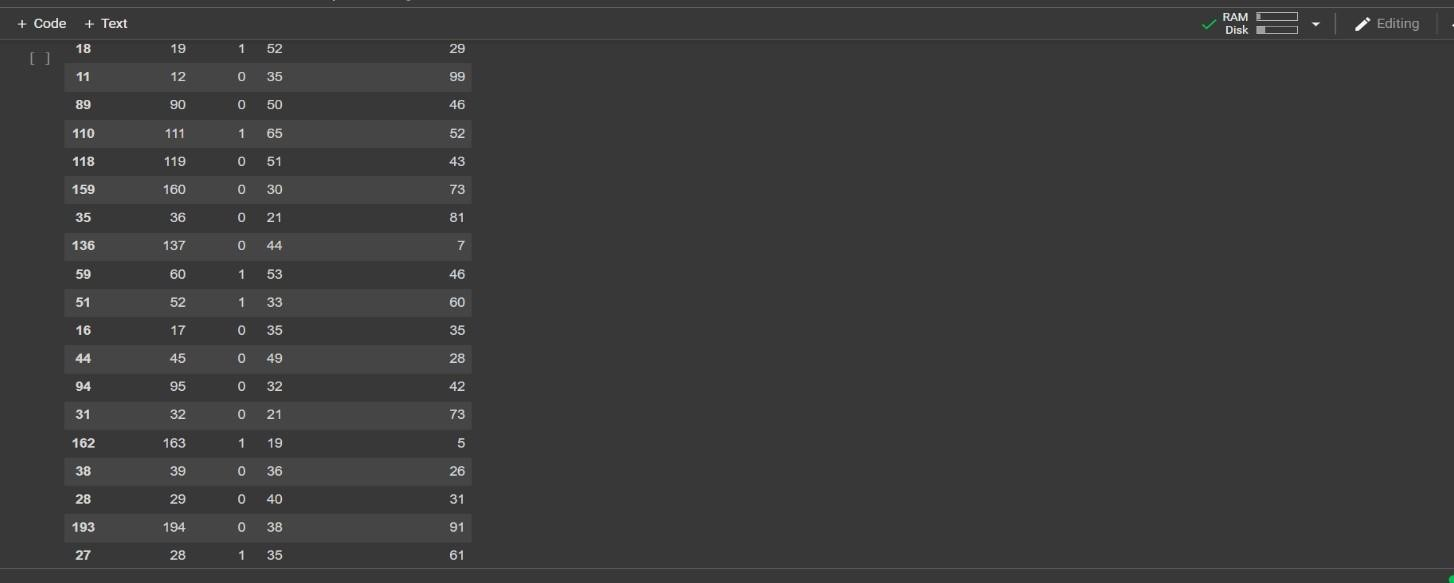 + Code + Text RAM Disk Editing
[ ] 18 19 1 52 29
11 12 0 35 99
89 90 0 50 46
110 111 1 65 52
118 119 0 51 43
159 160 0 30 73
35 36 0 21 81
136 137 0 44 7
59 60 1 53 46
51 52 1 33 60
16 17 0 35 35
44 45 0 49 28
94 95 0 32 42
31 32 0 21 73
162 163 1 19 5
38 39 0 36 26
28 29 0 40 31
193 194 0 38 91
27 28 1 35 61